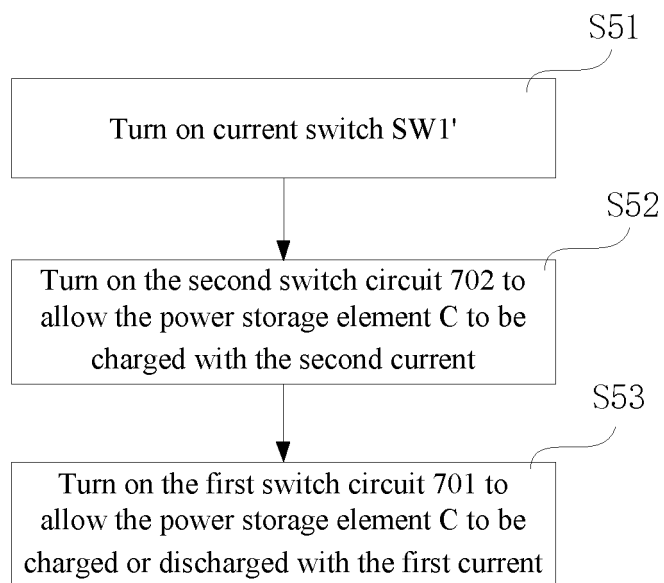 S51
Turn on current switch SW1'
S52
Turn on the second switch circuit 702 to
allow the power storage element C to be
charged with the second current
S53
Turn on the first switch circuit 701 to
allow the power storage element C to be
charged or discharged with the first current